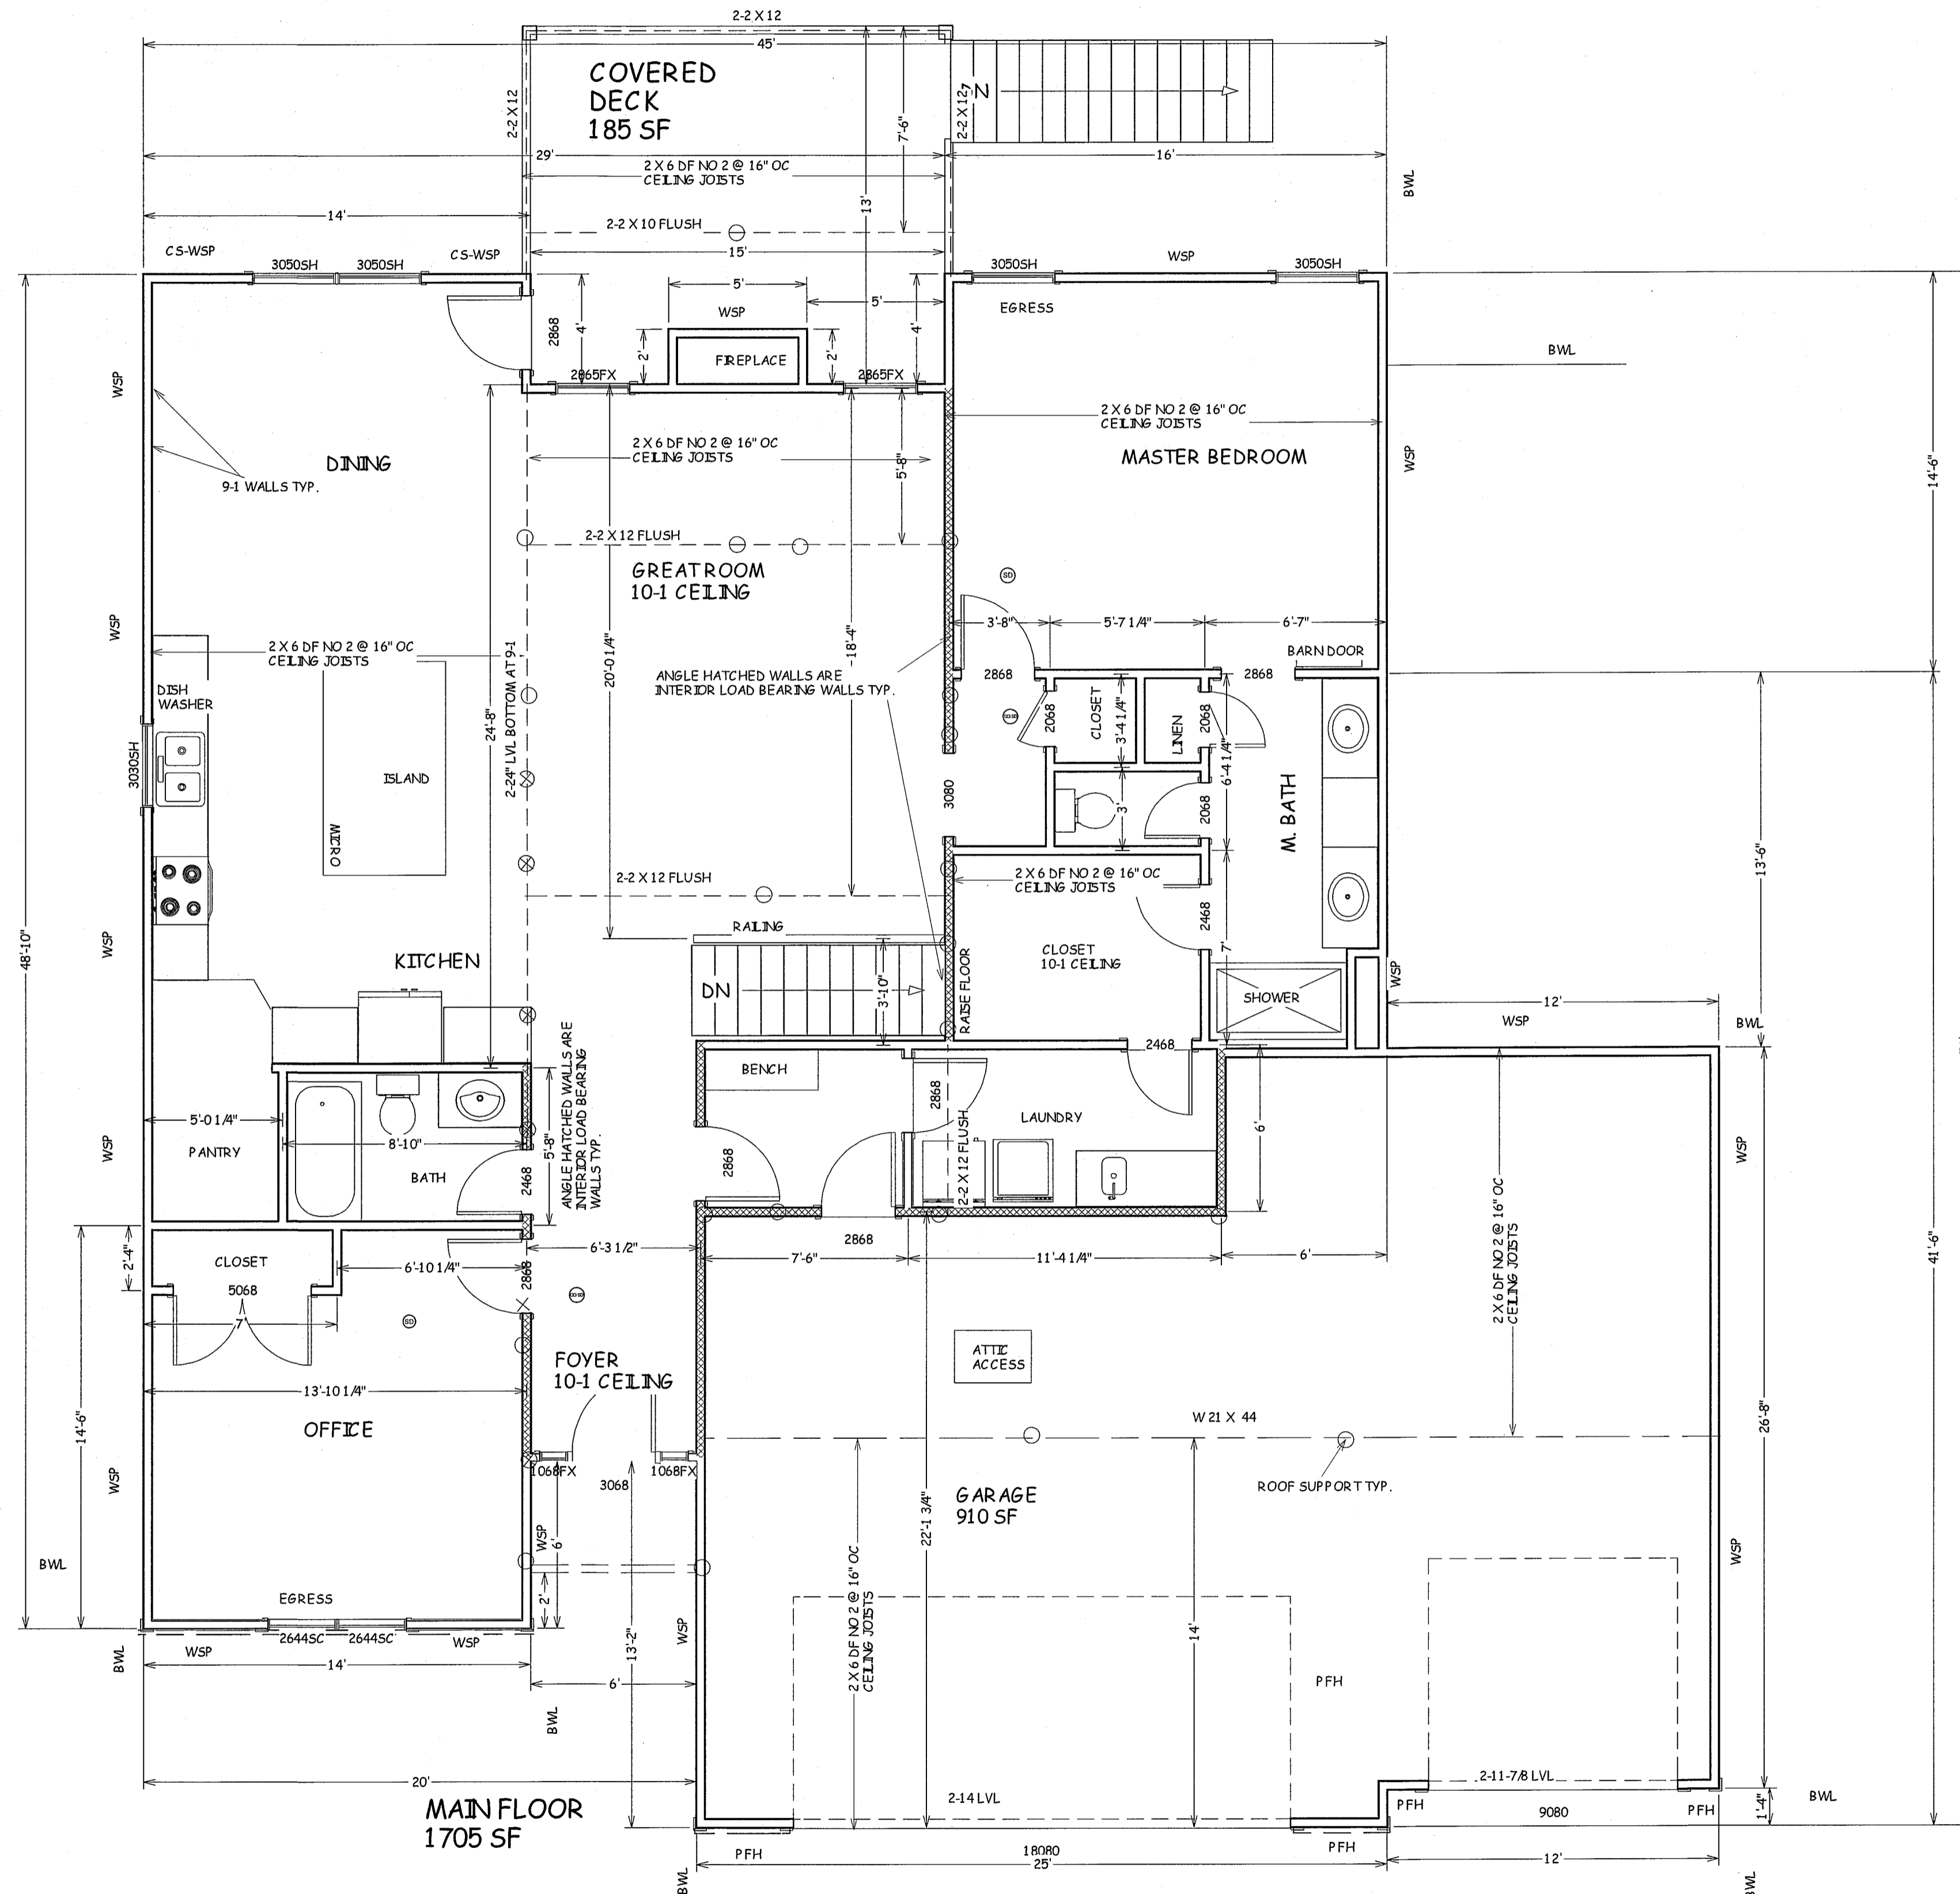 2-2 X 12
45'
COVERED
DECK
185 SF
2-2 X 12
2-2 X 12
7'-6"
29'
16'
2 X 6 DF NO 2 @ 16" OC
CEILING JOISTS
BWL
14'
13'
2-2 X 10 FLUSH
15'
CS-WSP
3050SH
3050SH
CS-WSP
3050SH
WSP
3050SH
5'
5'
WSP
EGRESS
2868
4'
2'
FIREPLACE
2'
4'
2865FX
2865FX
BWL
WSP
2 X 6 DF NO 2 @ 16" OC
CEILING JOISTS
2 X 6 DF NO 2 @ 16" OC
CEILING JOISTS
DINING
9-1 WALLS TYP.
5'-8"
MASTER BEDROOM
WSP
14'-6"
2-2 X 12 FLUSH
GREATROOM
10-1 CEILING
SD
WSP
2 X 6 DF NO 2 @ 16" OC
CEILING JOISTS
2-24" LVL BOTTOM AT 9-1
24'-8"
20'-0 1/4"
18'-4"
ANGLE HATCHED WALLS ARE
INTERIOR LOAD BEARING WALLS TYP.
3'-8"
5'-7 1/4"
6'-7"
BARN DOOR
2868
2868
DISH
WASHER
2068
CLOSET
3'-4 1/4"
LINEN
2068
6'-4 1/4"
3030SH
ISLAND
MICRO
3080
3'
2068
M. BATH
13'-6"
2-2 X 12 FLUSH
2 X 6 DF NO 2 @ 16" OC
CEILING JOISTS
2468
RAILING
WSP
48'-10"
KITCHEN
CLOSET
10-1 CEILING
7'
DN
3'-10"
RAISE FLOOR
SHOWER
WSP
12'
WSP
BWL
ANGLE HATCHED WALLS ARE
INTERIOR LOAD BEARING
WALLS TYP.
2468
BENCH
2868
LAUNDRY
5'-0 1/4"
PANTRY
8'-10"
BATH
2468
5'-8"
2868
2-2 X 12 FLUSH
6'
WSP
WSP
2 X 6 DF NO 2 @ 16" OC
CEILING JOISTS
41'-6"
2'-4"
CLOSET
5068
7'
6'-10 1/4"
2868
6'-3 1/2"
2868
7'-6"
11'-4 1/4"
6'
SD
FOYER
10-1 CEILING
ATTIC
ACCESS
13'-10 1/4"
OFFICE
14'-6"
W 21 X 44
26'-8"
WSP
1068FX
1068FX
3068
ROOF SUPPORT TYP.
GARAGE
910 SF
22'-1 3/4"
WSP
6'
2'
BWL
EGRESS
2 X 6 DF NO 2 @ 16" OC
CEILING JOISTS
14'
WSP
2644SC
2644SC
WSP
WSP
BWL
14'
13'-2"
WSP
6'
BWL
PFH
20'
MAIN FLOOR
1705 SF
2-14 LVL
2-11-7/8 LVL
PFH
9080
PFH
1'-4"
BWL
PFH
18080
25'
PFH
12'
BWL
BWL